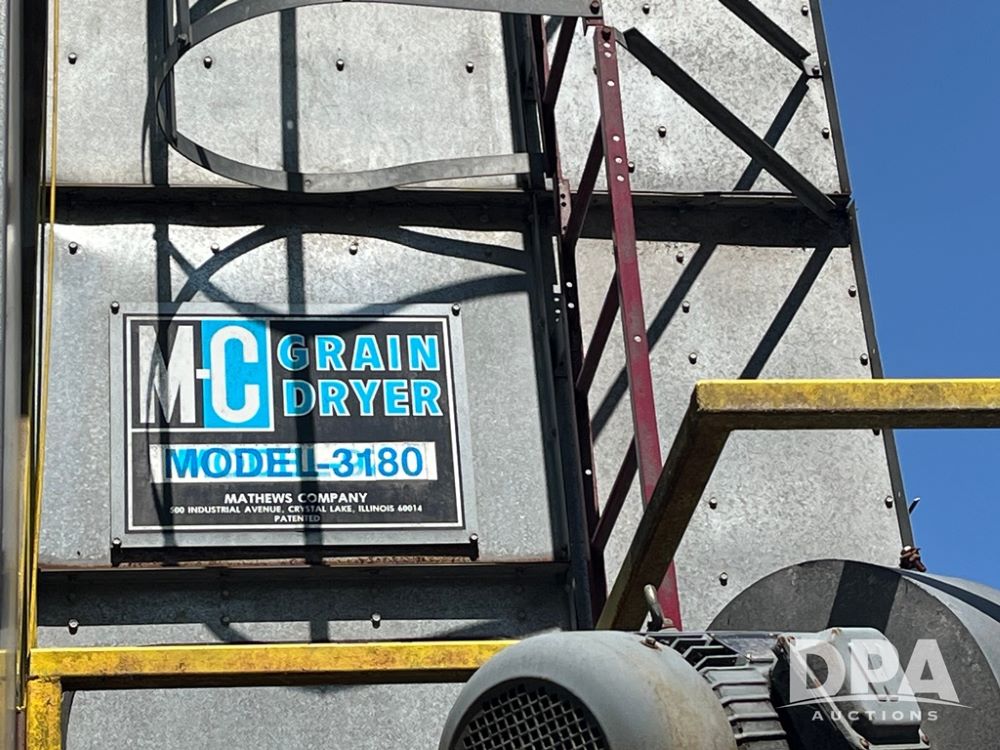 M-C GRAIN
DRYER
MODEL-3180
MATHEWS COMPANY
500 INDUSTRIAL AVENUE, CRYSTAL LAKE, ILLINOIS 60014
PATENTED
DPA
AUCTIONS